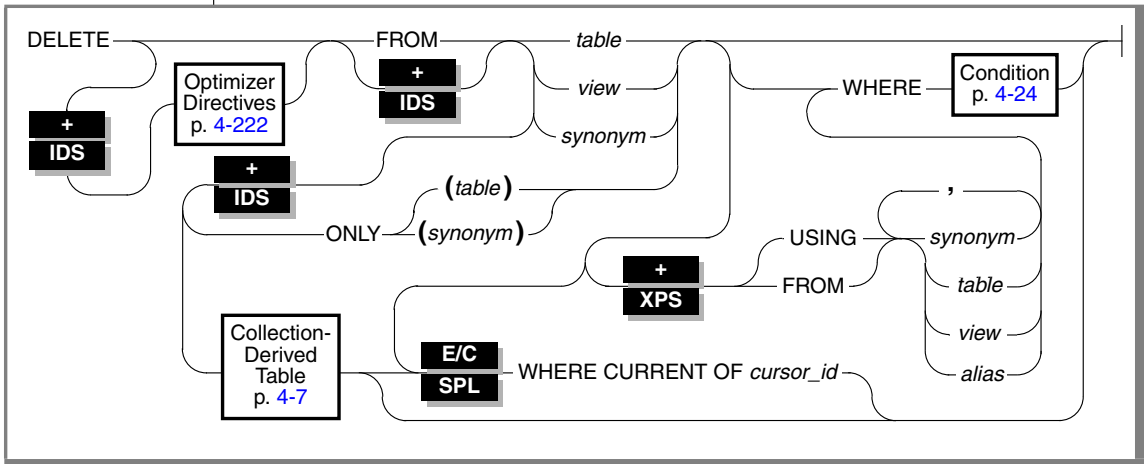 DELETE
FROM
table
+
IDS
view
synonym
WHERE
Condition
p. 4-24
Optimizer
Directives
p. 4-222
+
IDS
+
IDS
(table)
ONLY
(synonym)
,
USING
synonym
+
XPS
FROM
table
view
alias
Collection-
Derived
Table
p. 4-7
E/C
SPL
WHERE CURRENT OF cursor_id